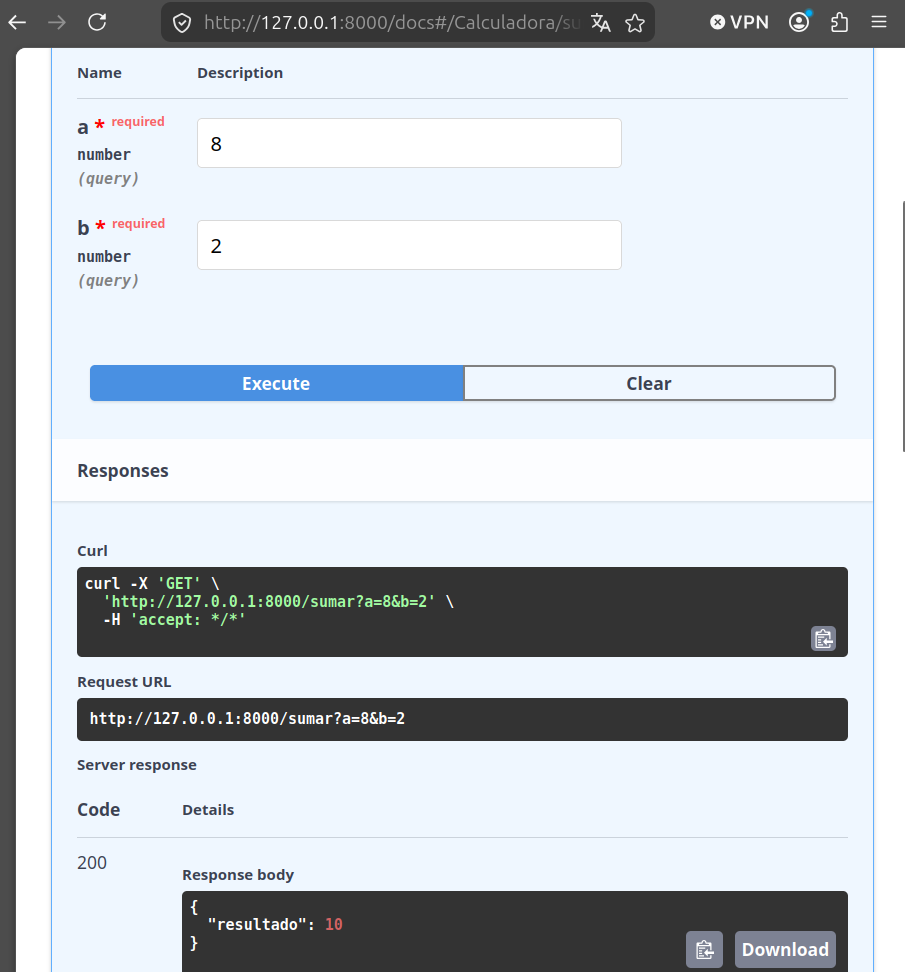 http://127.0.0.1:8000/docs#/Calculadora/su
VPN
Name Description
a * required
number
(query)
8
b * required
number
(query)
2
Execute Clear
Responses
Curl
curl -X 'GET' \
'http://127.0.0.1:8000/sumar?a=8&b=2' \
-H 'accept: */*'
Request URL
http://127.0.0.1:8000/sumar?a=8&b=2
Server response
Code Details
200
Response body
{
"resultado": 10
}
Download